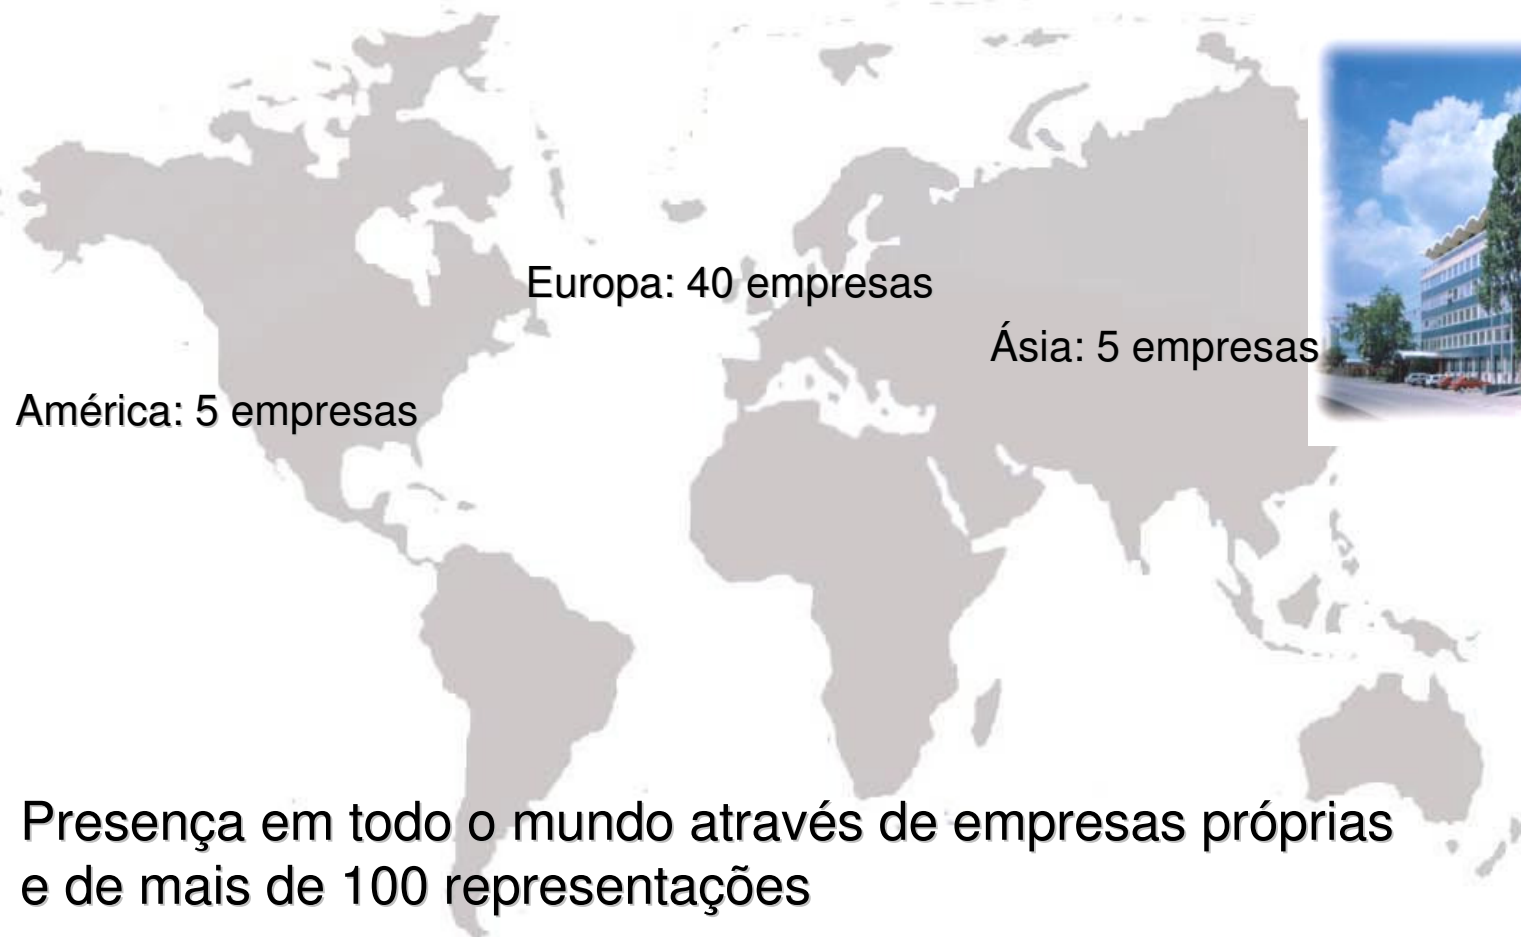 Europa: 40 empresas
Ásia: 5 empresas
América: 5 empresas
Presença em todo o mundo através de empresas próprias
e de mais de 100 representações